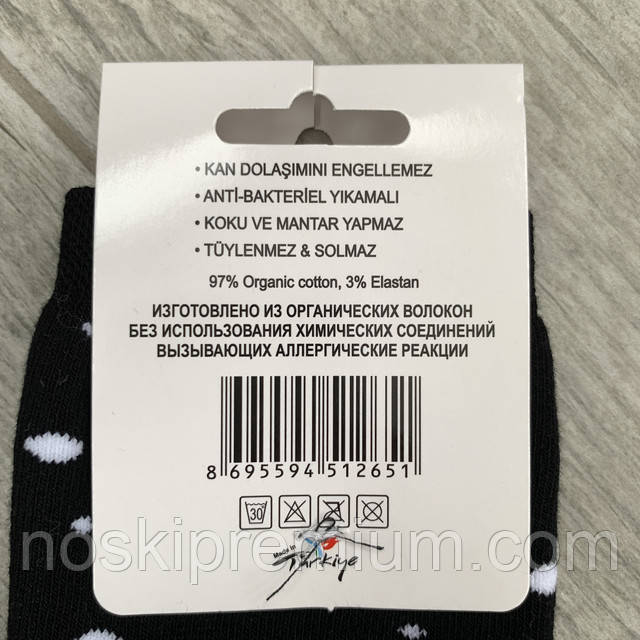 • KAN DOLAŞIMINI ENGELLEMEZ
• ANTİ-BAKTERİEL YIKAMALI
• KOKU VE MANTAR YAPMAZ
• TÜYLENMEZ & SOLMAZ
97% Organic cotton, 3% Elastan
ИЗГОТОВЛЕНО ИЗ ОРГАНИЧЕСКИХ ВОЛОКОН
БЕЗ ИСПОЛЬЗОВАНИЯ ХИМИЧЕСКИХ СОЕДИНЕНИЙ
ВЫЗЫВАЮЩИХ АЛЛЕРГИЧЕСКИЕ РЕАКЦИИ
8 695594 512651
30
noskipremium.com.ua
Made in
Türkiye